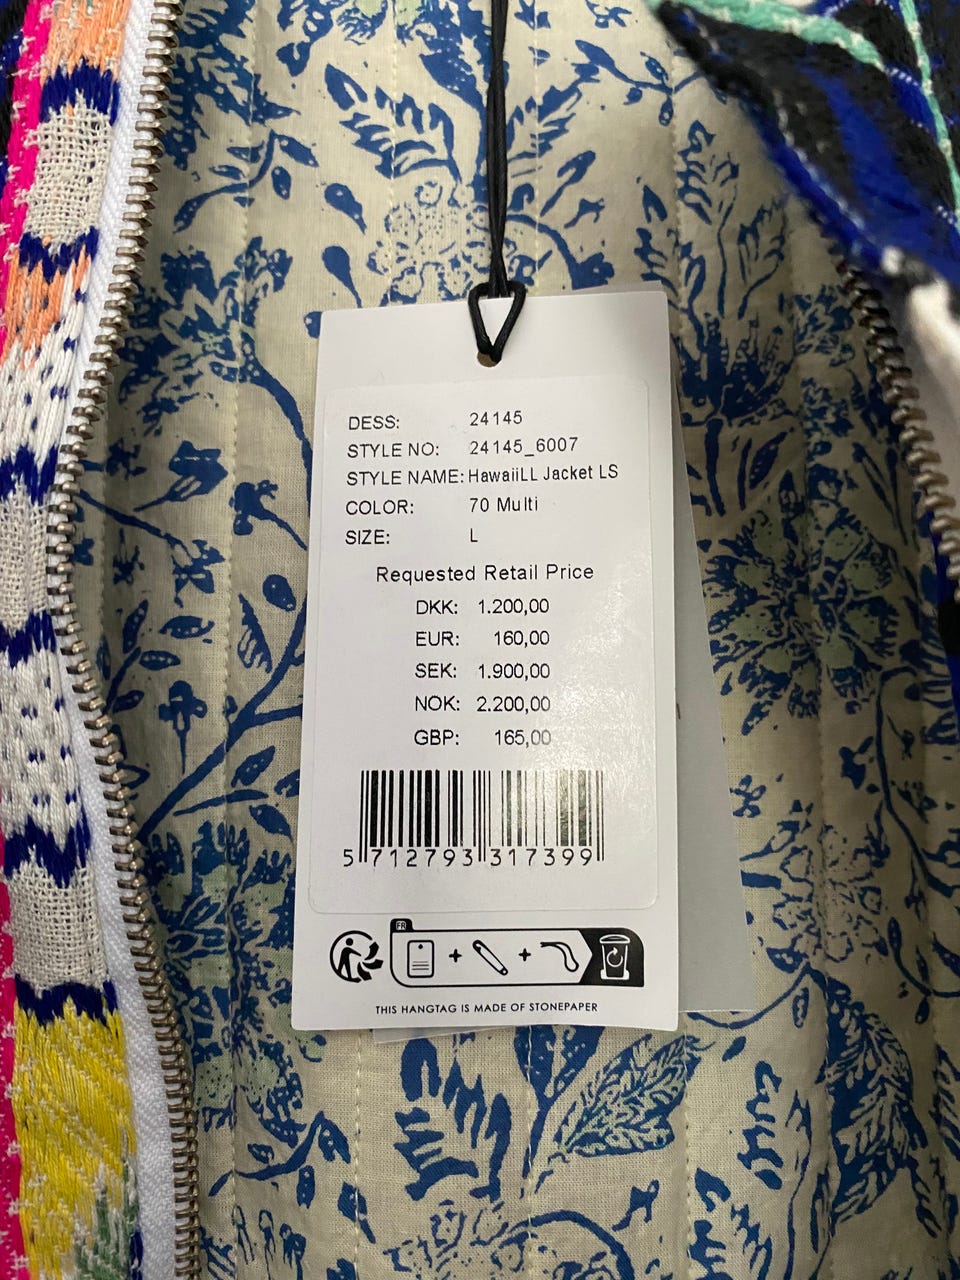 DESS: 24145
STYLE NO: 24145_6007
STYLE NAME: HawaiiLL Jacket LS
COLOR: 70 Multi
SIZE: L
Requested Retail Price
DKK: 1.200,00
EUR: 160,00
SEK: 1.900,00
NOK: 2.200,00
GBP: 165,00
5 712793 317399
FR
THIS HANGTAG IS MADE OF STONEPAPER